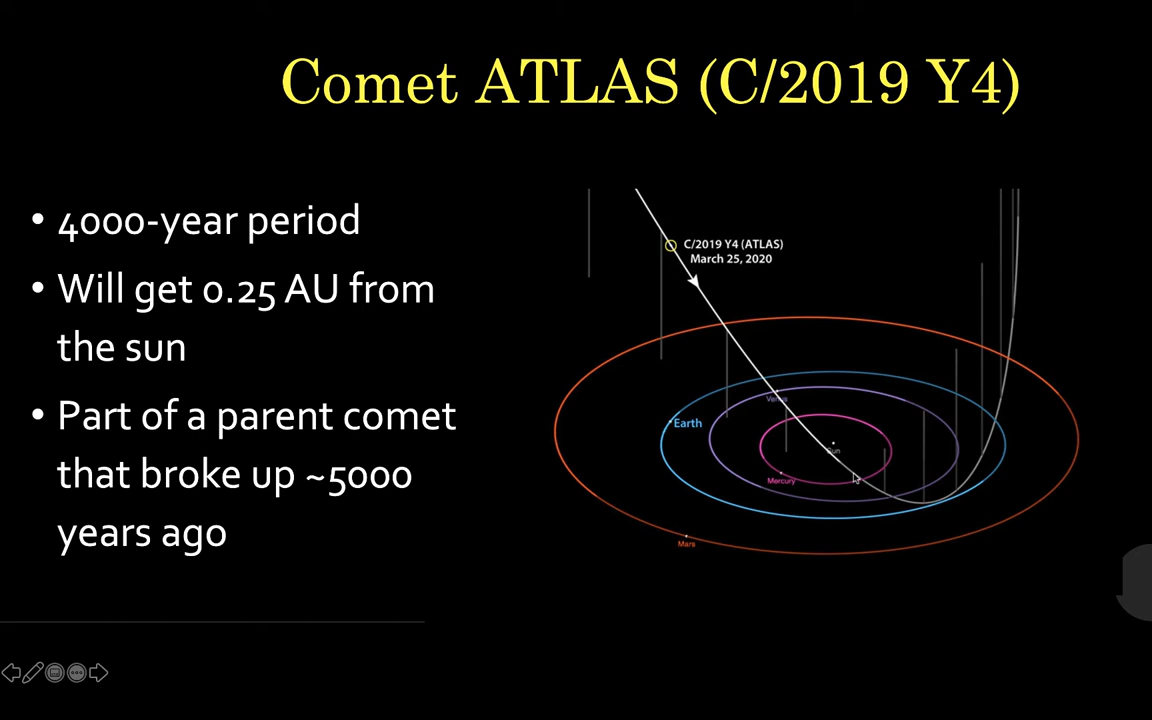 Comet ATLAS (C/2019 Y4)
• 4000-year period
• Will get 0.25 AU from
the sun
• Part of a parent comet
that broke up ~5000
years ago
C/2019 Y4 (ATLAS)
March 25, 2020
Venus
Earth
Sun
Mercury
Mars